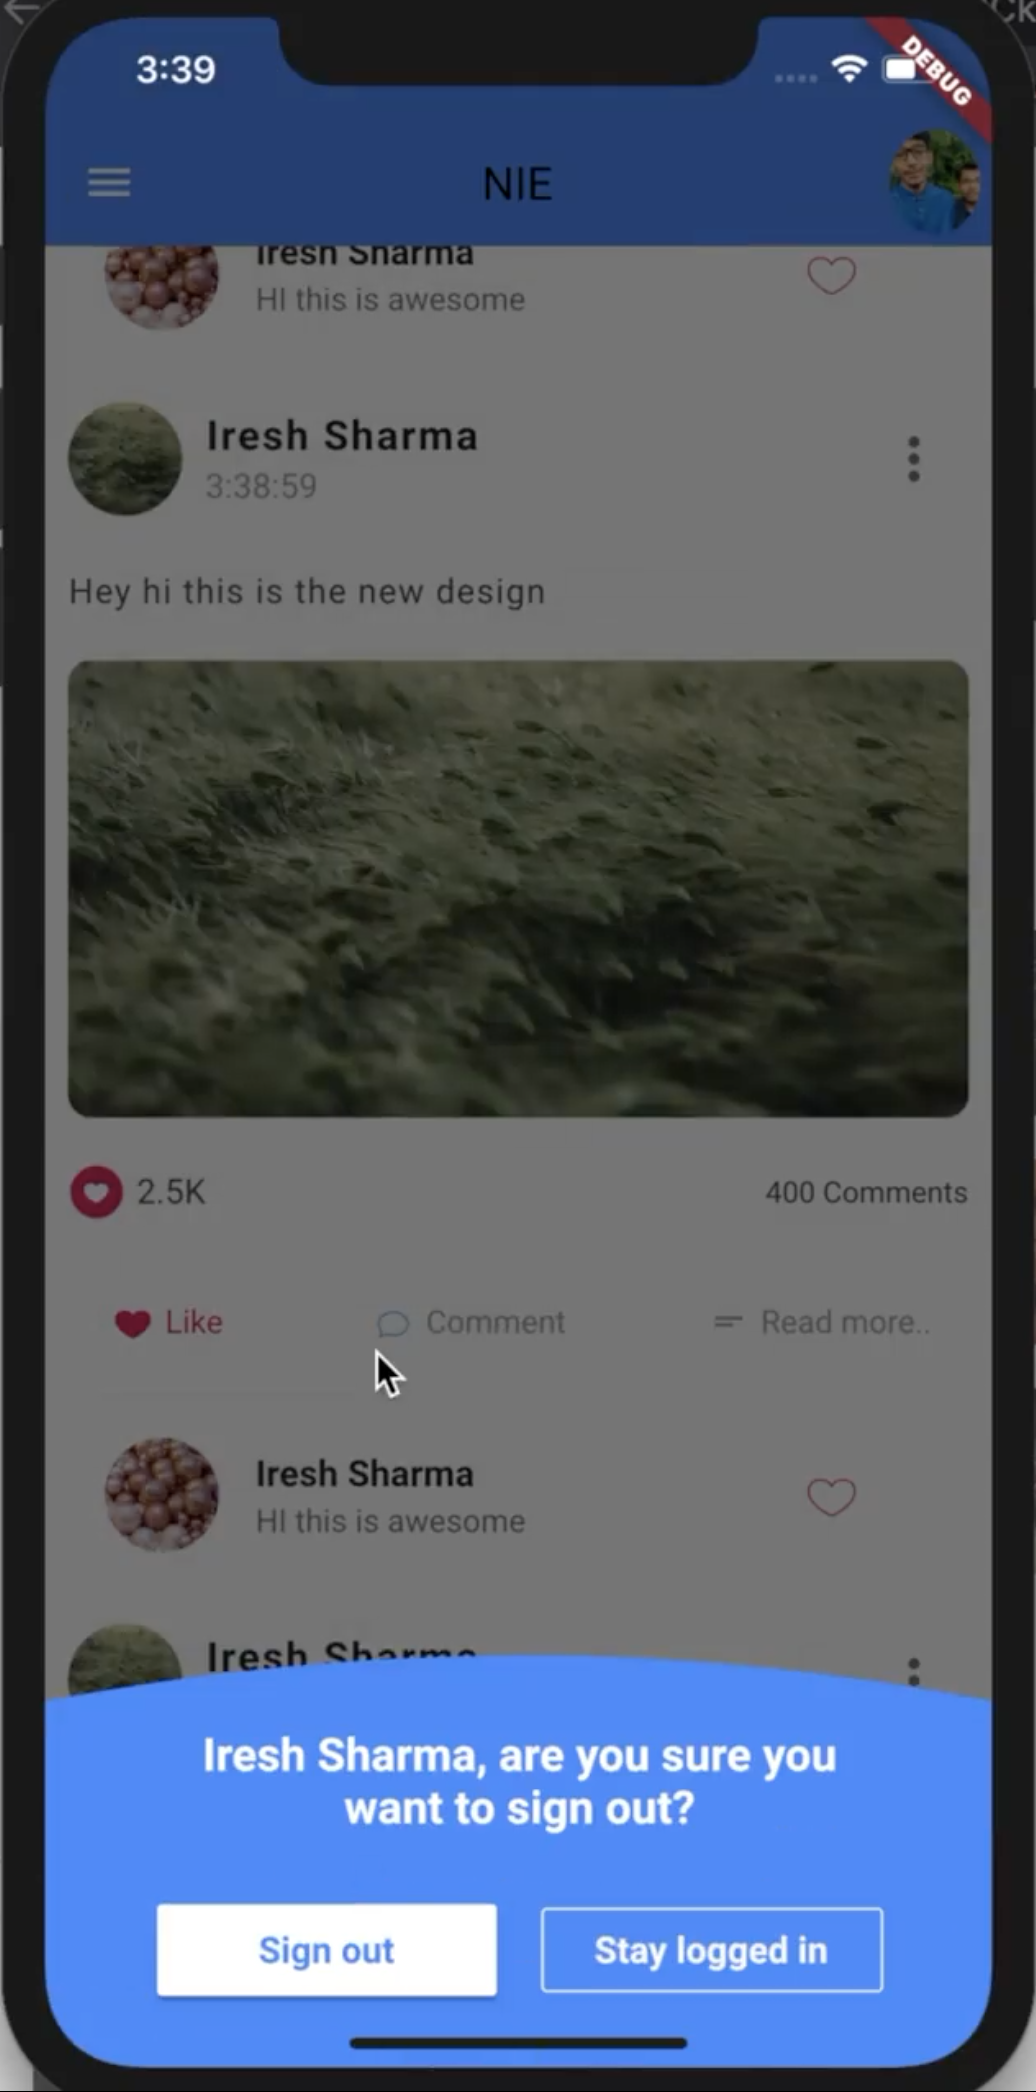 Ck
3:39
DEBUG
NIE
Iresh Sharma
HI this is awesome
Iresh Sharma
3:38:59
Hey hi this is the new design
2.5K
400 Comments
Like
Comment
Read more..
Iresh Sharma
HI this is awesome
Iresh Sharma
Iresh Sharma, are you sure you
want to sign out?
Sign out
Stay logged in